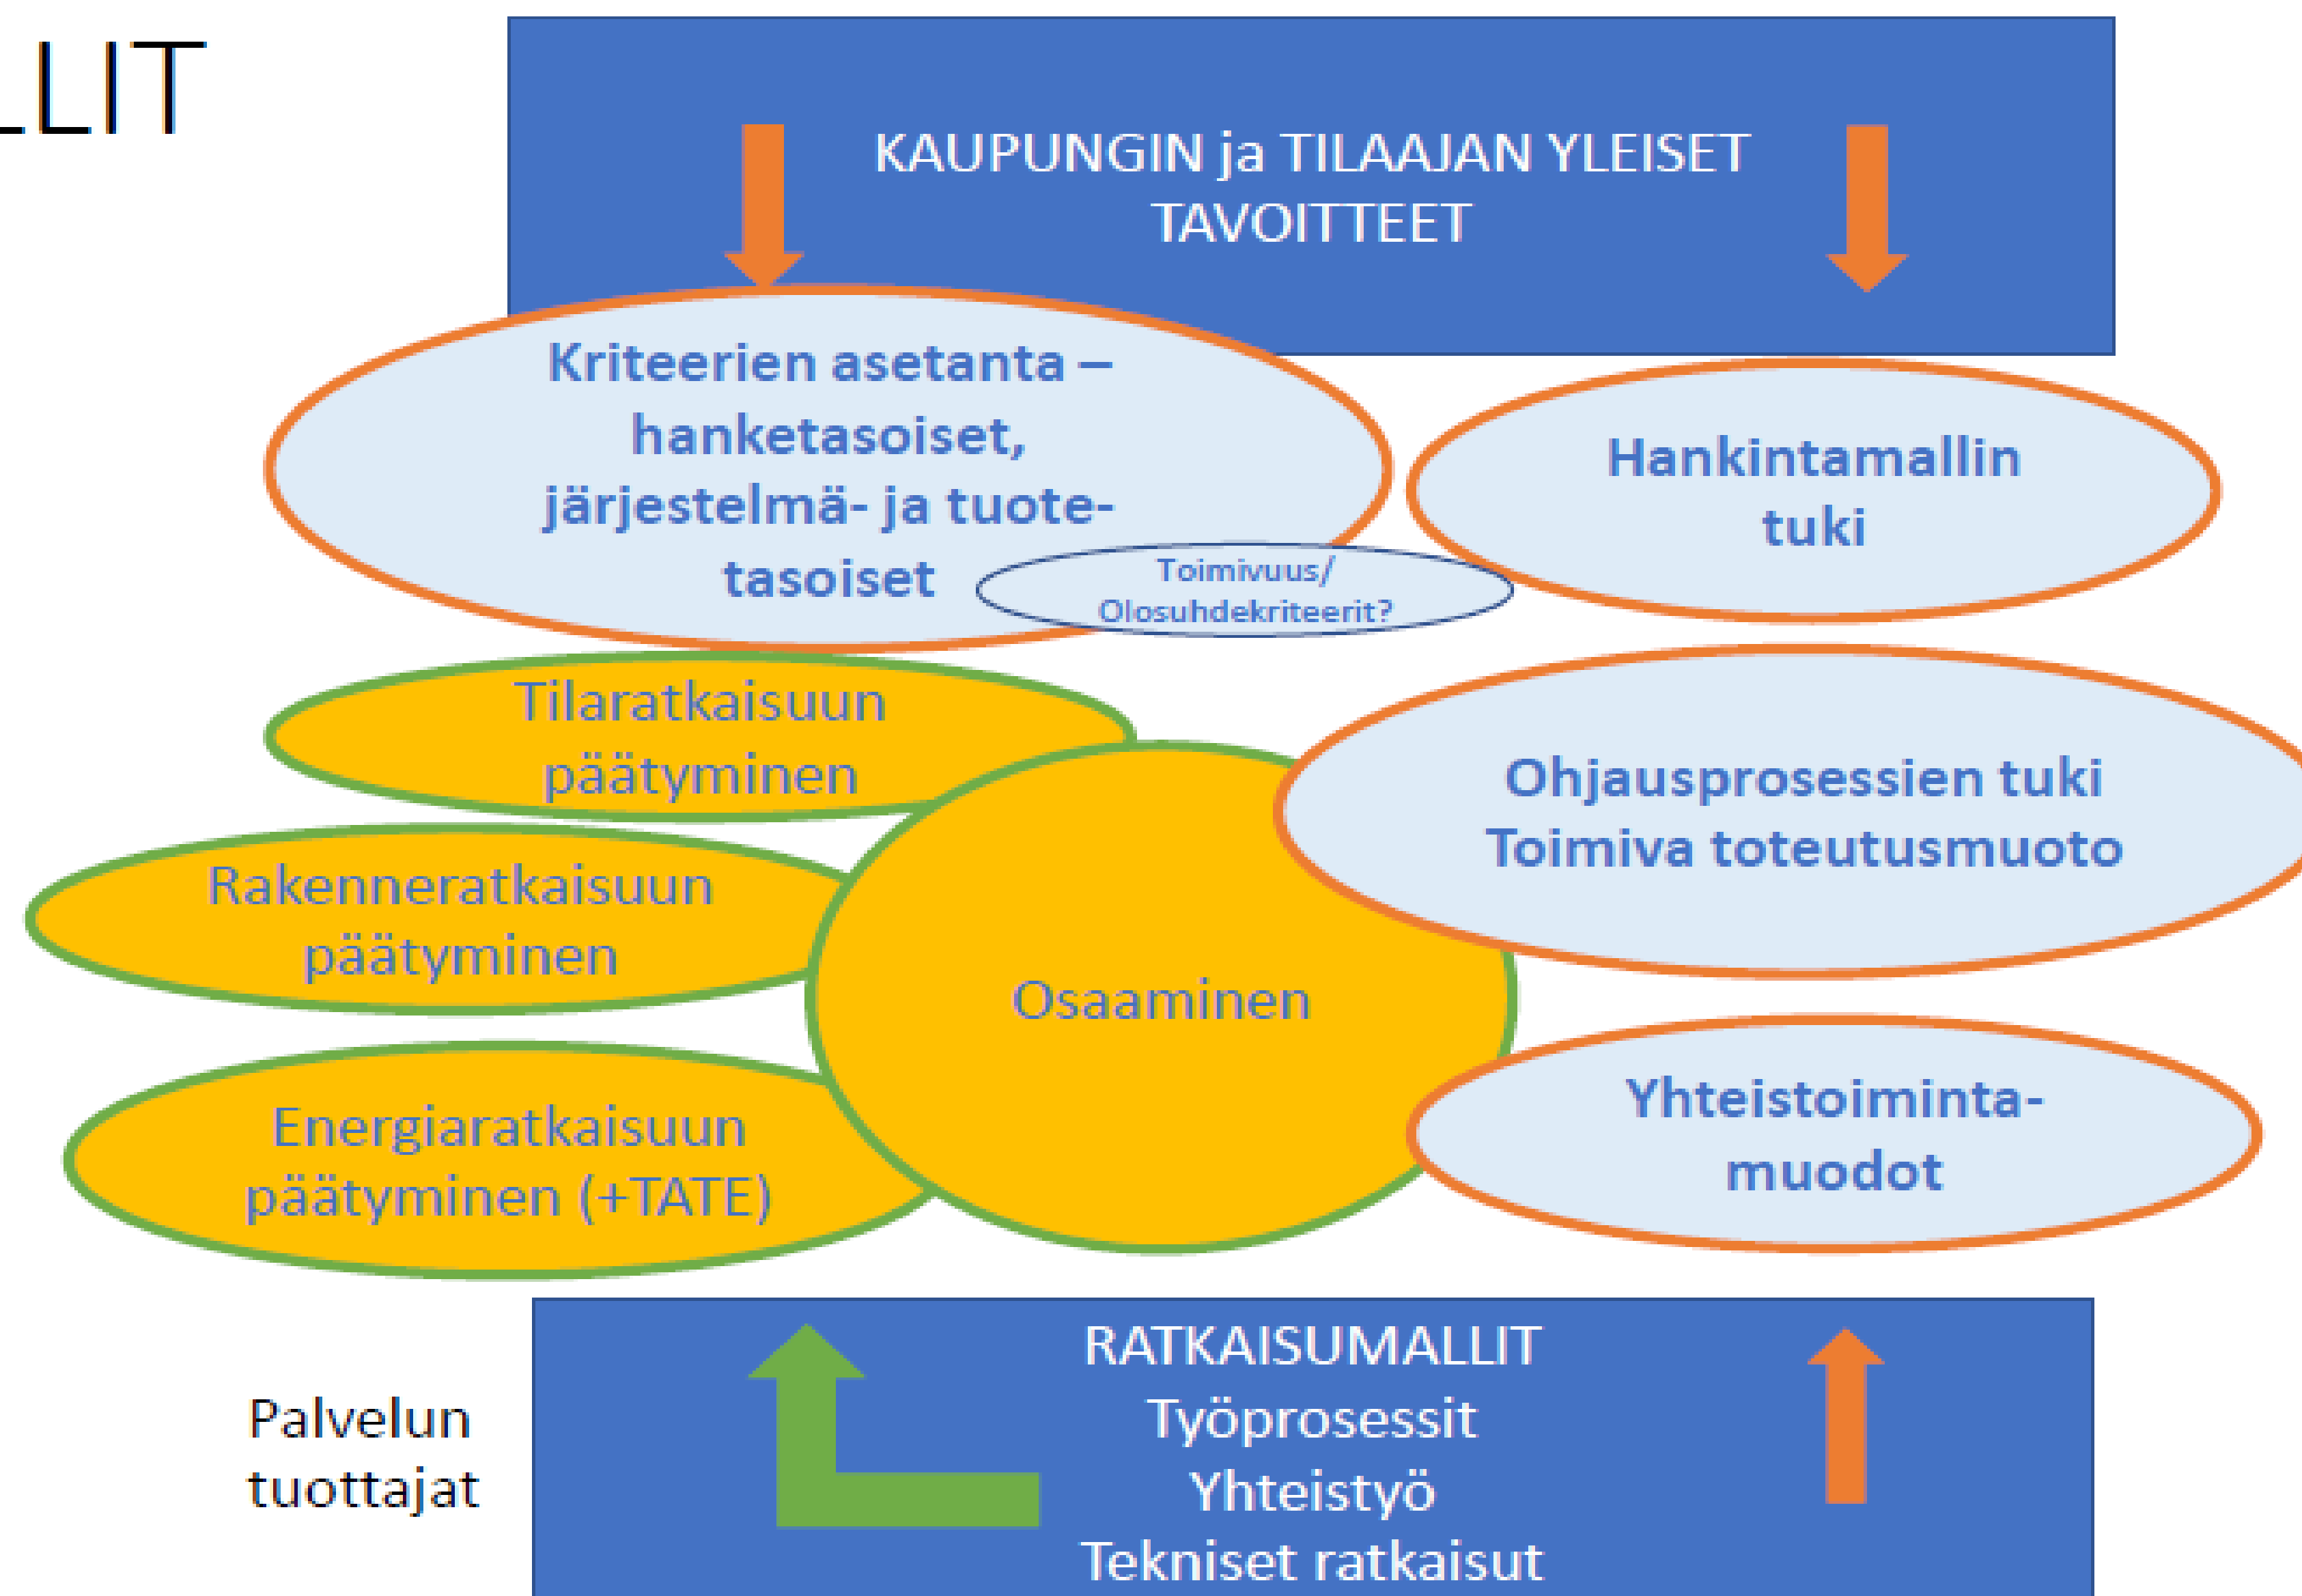 LLIT
KAUPUNGIN ja TILAAJAN YLEISET
TAVOITTEET
Kriteerien asetanta –
hanketasoiset,
järjestelmä- ja tuote-
tasoiset
Toimivuus/
Olosuhdekriteerit?
Hankintamallin
tuki
Tilaratkaisuun
päätyminen
Rakenneratkaisuun
päätyminen
Energiaratkaisuun
päätyminen (+TATE)
Osaaminen
Ohjausprosessien tuki
Toimiva toteutusmuoto
Yhteistoiminta-
muodot
Palvelun
tuottajat
RATKAISUMALLIT
Työprosessit
Yhteistyö
Tekniset ratkaisut